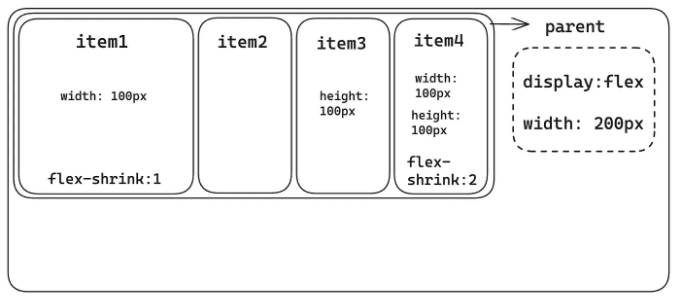 item1
width: 100px
flex-shrink:1
item2
item3
height:
100px
item4
width:
100px
height:
100px
flex-
shrink:2
parent
display:flex
width: 200px